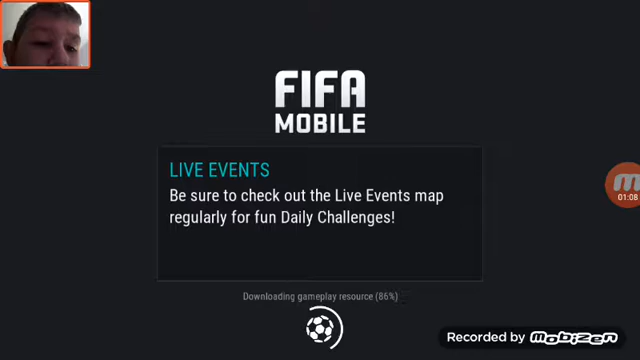 FIFA
MOBILE
LIVE EVENTS
Be sure to check out the Live Events map
regularly for fun Daily Challenges!
01:08
Downloading gameplay resource (86%)
Recorded by mobizen